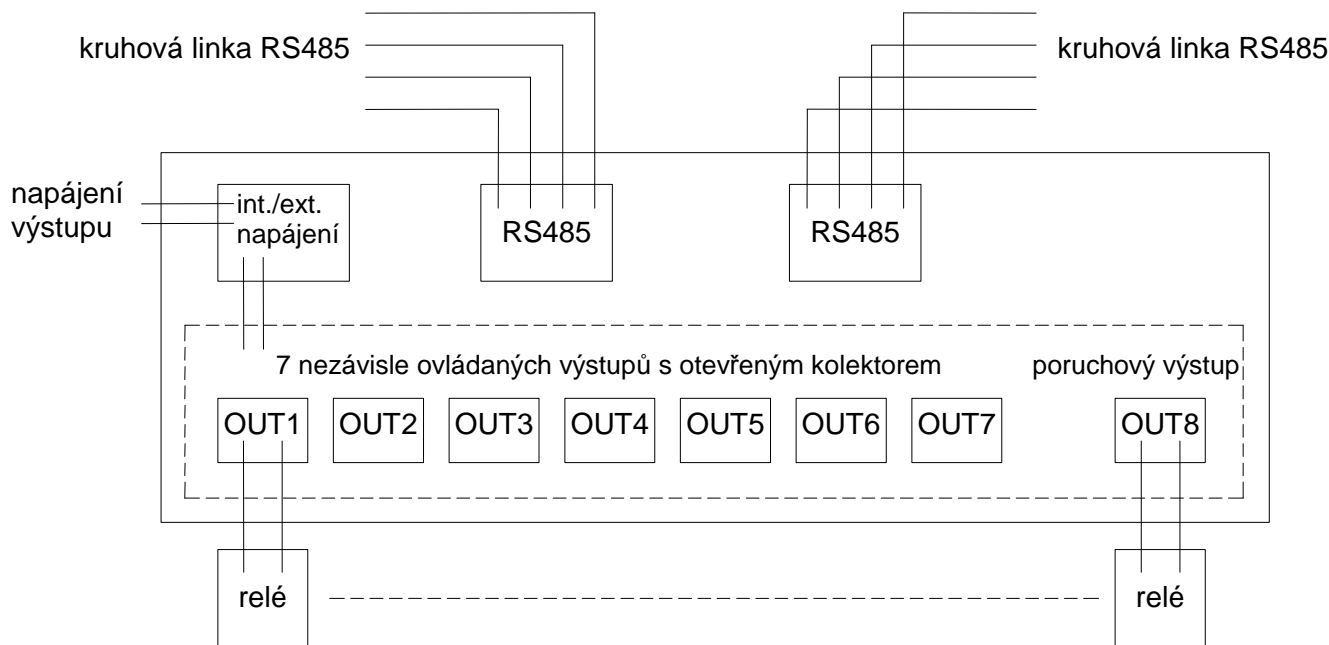 kruhová linka RS485
kruhová linka RS485
napájení
výstupu
int./ext.
napájení
RS485
RS485
7 nezávisle ovládaných výstupů s otevřeným kolektorem
poruchový výstup
OUT1
OUT2
OUT3
OUT4
OUT5
OUT6
OUT7
OUT8
relé
relé